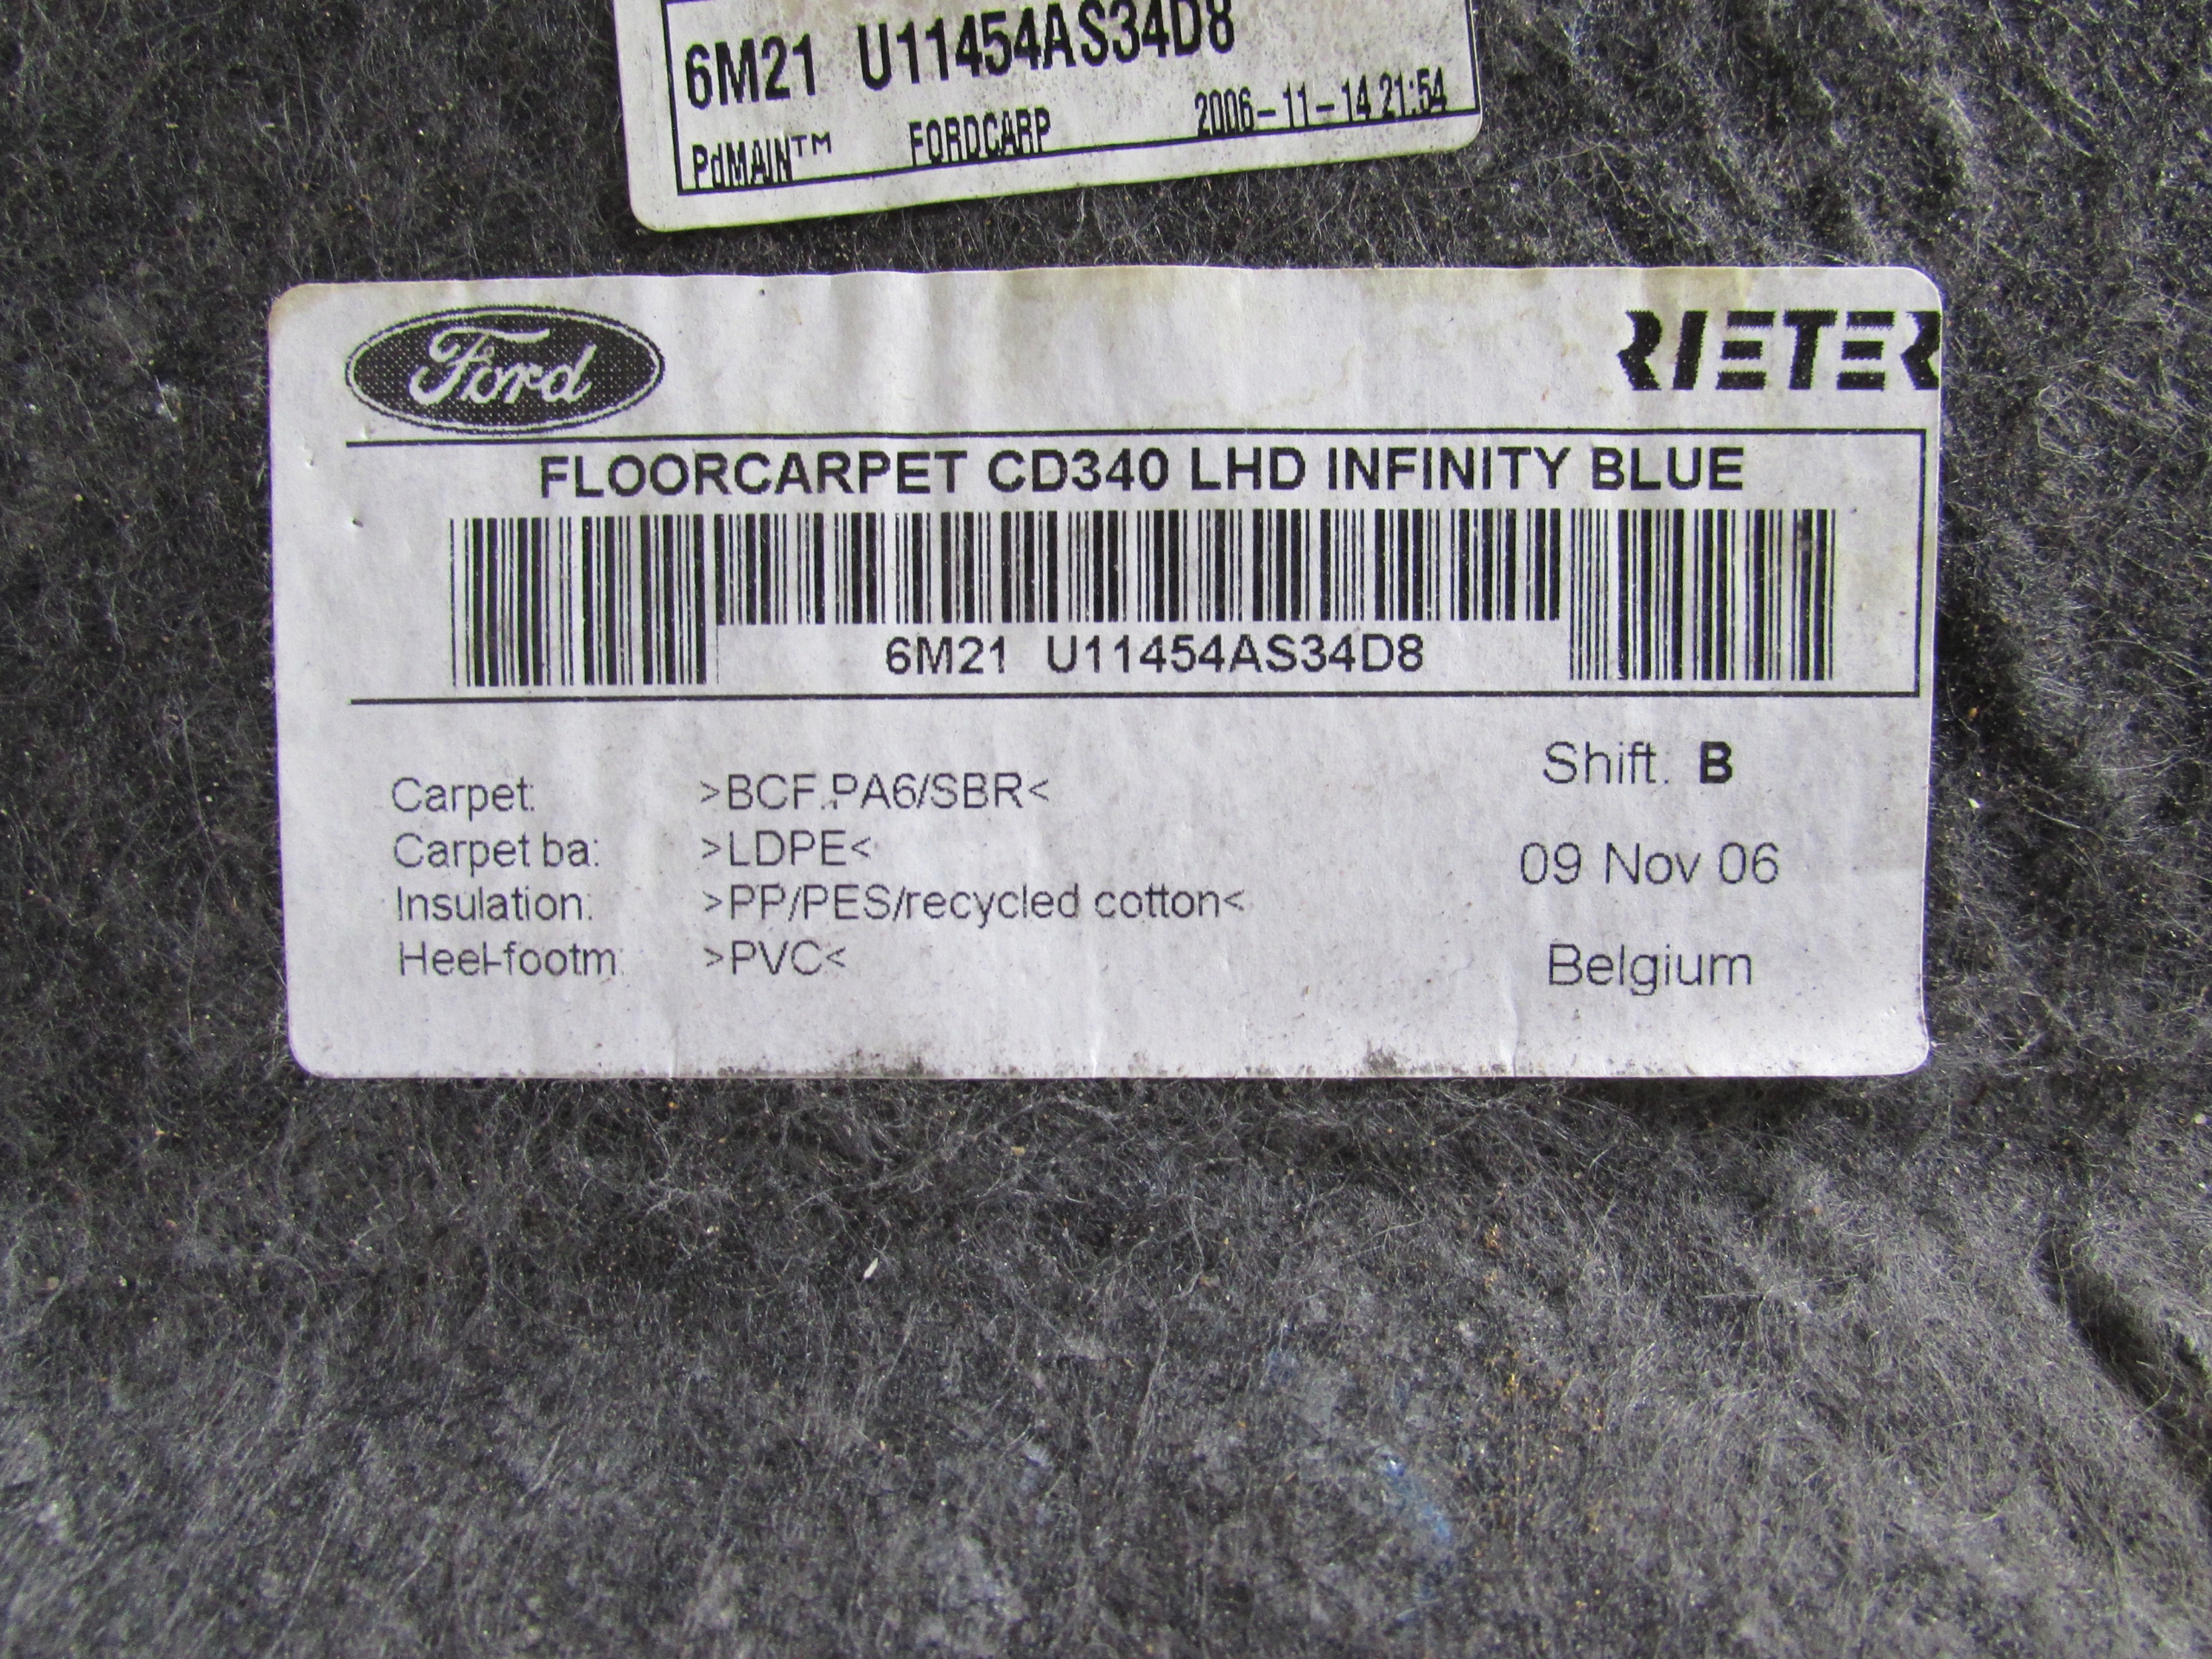 6M21 U11454AS34D8
PdMAIN™ FORDCARP 2006-11-14 21:54
Ford RIETER
FLOORCARPET CD340 LHD INFINITY BLUE
6M21 U11454AS34D8
Shift: B
Carpet: >BCF.PA6/SBR<
Carpet ba: >LDPE<
09 Nov 06
Insulation: >PP/PES/recycled cotton<
Heel-footm: >PVC<
Belgium